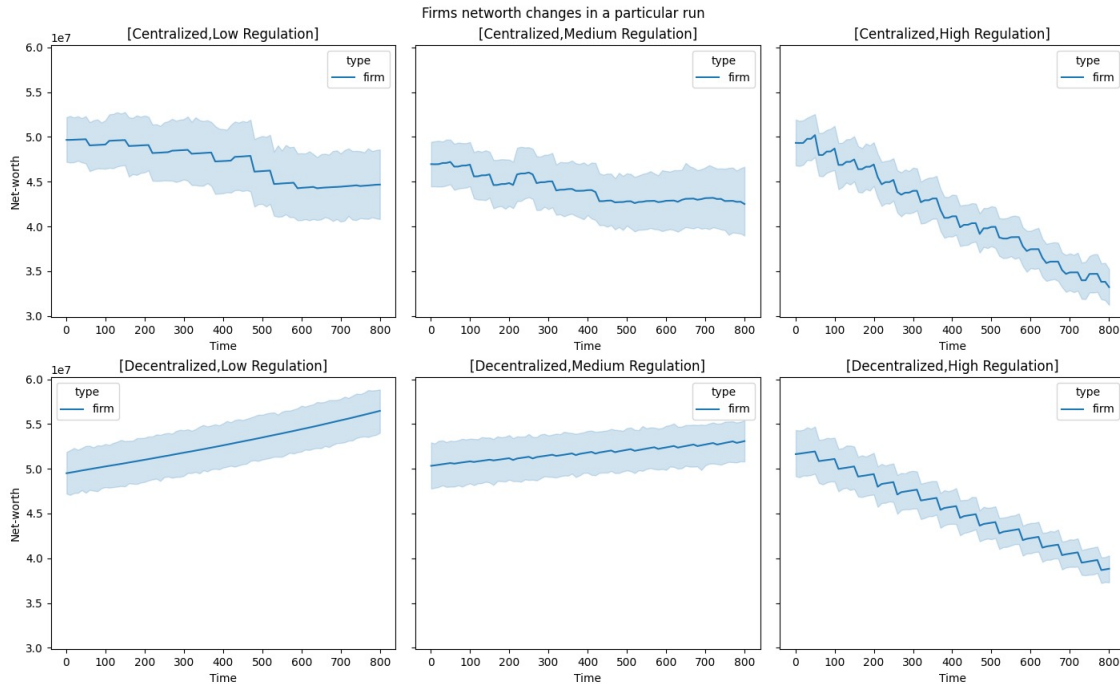 Firms networth changes in a particular run
[Centralized,Low Regulation]
[Centralized,Medium Regulation]
[Centralized,High Regulation]
1e7
6.0
5.5
5.0
4.5
4.0
3.5
3.0
Net-worth
type
firm
type
firm
type
firm
0 100 200 300 400 500 600 700 800
0 100 200 300 400 500 600 700 800
0 100 200 300 400 500 600 700 800
Time
Time
Time
[Decentralized,Low Regulation]
[Decentralized,Medium Regulation]
[Decentralized,High Regulation]
1e7
6.0
5.5
5.0
4.5
4.0
3.5
3.0
Net-worth
type
firm
type
firm
type
firm
0 100 200 300 400 500 600 700 800
0 100 200 300 400 500 600 700 800
0 100 200 300 400 500 600 700 800
Time
Time
Time